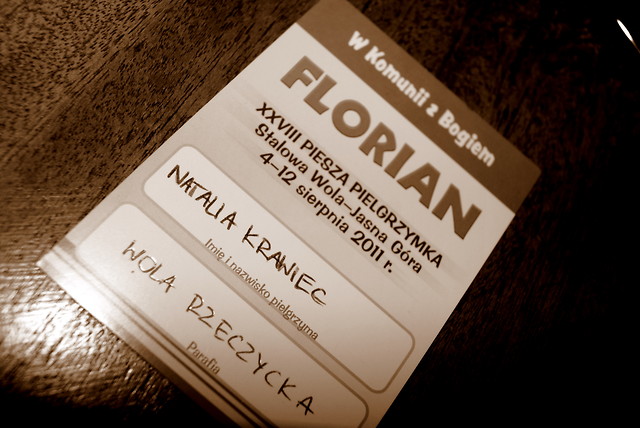 W Komunii z Bogiem
FLORIAN
XXVIII PIESZA PIELGRZYMKA
Stalowa Wola-Jasna Góra
4-12 sierpnia 2011 r.
NATALIA KRAWIEC
Imię i nazwisko pielgrzyma
WOLA RZECZYCKA
Parafia